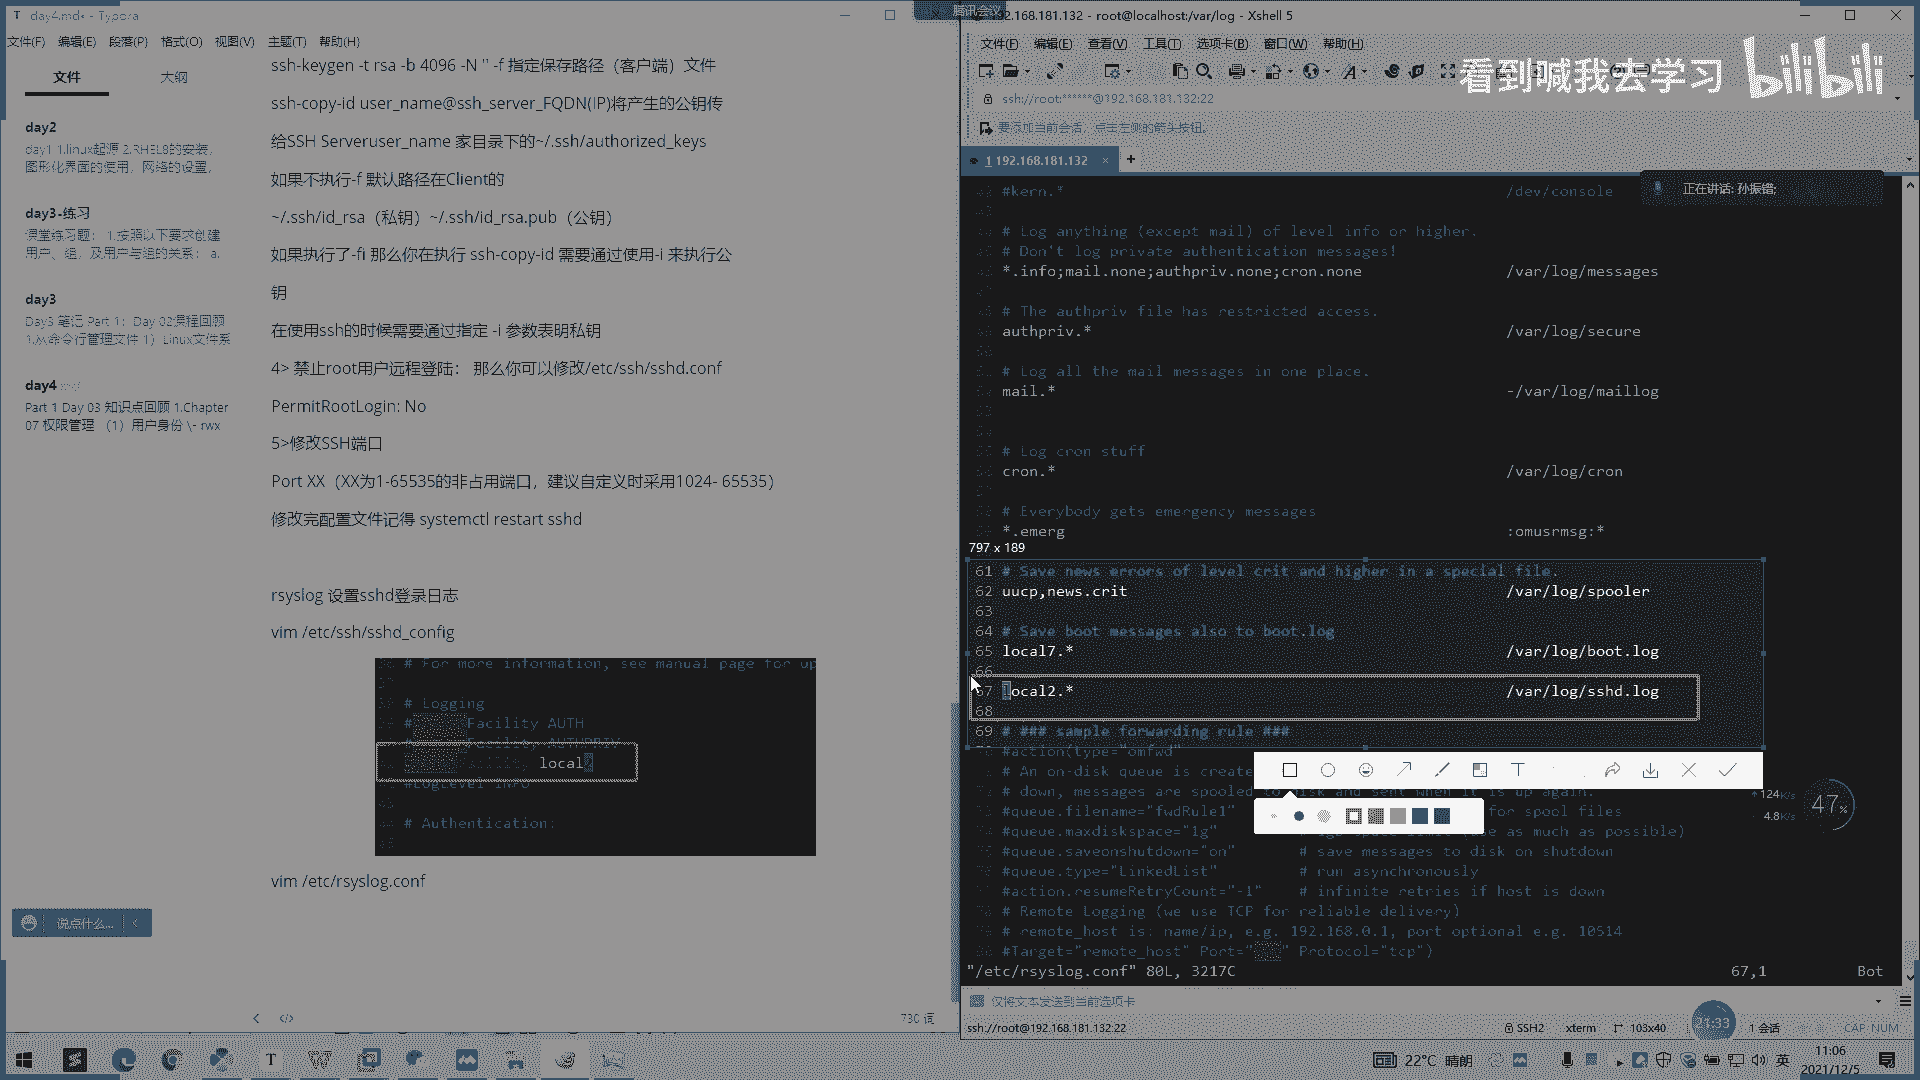 day4.md• - Typora
文件(F) 编辑(E) 段落(P) 格式(O) 视图(V) 主题(T) 帮助(H)
文件 大纲
day2
day1 1.linux起源 2.RHEL8的安装,
图形化界面的使用, 网络的设置,
day3-练习
课堂练习题： 1.按照以下要求创建
用户、组、及用户与组的关系： a.
day3
Day3 笔记 Part 1： Day 02课程回顾
1.从命令行管理文件 1） Linux文件系
day4
Part 1 Day 03 知识点回顾 1.Chapter
07 权限管理 （1）用户身份 \- rwx
说点什么...
ssh-keygen -t rsa -b 4096 -N '' -f 指定保存路径（客户端）文件
ssh-copy-id user_name@ssh_server_FQDN(IP)将产生的公钥传
给SSH Serveruser_name 家目录下的~/.ssh/authorized_keys
如果不执行-f 默认路径在Client的
~/.ssh/id_rsa（私钥）~/.ssh/id_rsa.pub（公钥）
如果执行了-fi 那么你在执行 ssh-copy-id 需要通过使用-i 来执行公
钥
在使用ssh的时候需要通过指定 -i 参数表明私钥
4> 禁止root用户远程登陆： 那么你可以修改/etc/ssh/sshd.conf
PermitRootLogin: No
5>修改SSH端口
Port XX（XX为1-65535的非占用端口，建议自定义时采用1024- 65535）
修改完配置文件记得 systemctl restart sshd
rsyslog 设置sshd登录日志
vim /etc/ssh/sshd_config
# For more information, see manual page for up
# Logging
Facility AUTH
Facility AUTHPRIV
local
#LogLevel INFO
# Authentication:
vim /etc/rsyslog.conf
730 词
腾讯会议
192.168.181.132 - root@localhost:/var/log - Xshell 5
文件(F) 编辑(E) 查看(V) 工具(T) 选项卡(B) 窗口(W) 帮助(H)
看到喊我去学习 bilibili
ssh://root:******@192.168.181.132:22
要添加当前会话，点击左侧的箭头按钮。
1 192.168.181.132
正在讲话: 孙振锴;
#kern.* /dev/console
# Log anything (except mail) of level info or higher.
# Don't log private authentication messages!
*.info;mail.none;authpriv.none;cron.none /var/log/messages
# The authpriv file has restricted access.
authpriv.* /var/log/secure
# Log all the mail messages in one place.
mail.* -/var/log/maillog
# Log cron stuff
cron.* /var/log/cron
# Everybody gets emergency messages
*.emerg :omusrmsg:*
797 x 189
61 # Save news errors of level crit and higher in a special file.
62 uucp,news.crit /var/log/spooler
63
64 # Save boot messages also to boot.log
65 local7.* /var/log/boot.log
66
67 local2.* /var/log/sshd.log
68
69 # ### sample forwarding rule ###
#action(type="omfwd"
# An on-disk queue is create
# down, messages are spooled to disk and sent when it is up again.
#queue.filename="fwdRule1" for spool files
#queue.maxdiskspace="1g" as much as possible)
#queue.saveonshutdown="on" # save messages to disk on shutdown
#queue.type="LinkedList" # run asynchronously
#action.resumeRetryCount="-1" # infinite retries if host is down
# Remote Logging (we use TCP for reliable delivery)
# remote_host is: name/ip, e.g. 192.168.0.1, port optional e.g. 10514
#Target="remote_host" Port=" " Protocol="tcp")
"/etc/rsyslog.conf" 80L, 3217C 67,1 Bot
124K/s
4.8K/s
47%
仅将文本发送到当前选项卡
ssh://root@192.168.181.132:22 SSH2 xterm 103x40 21:33 1 会话 CAP NUM
22°C 晴朗 英 11:06
2021/12/5